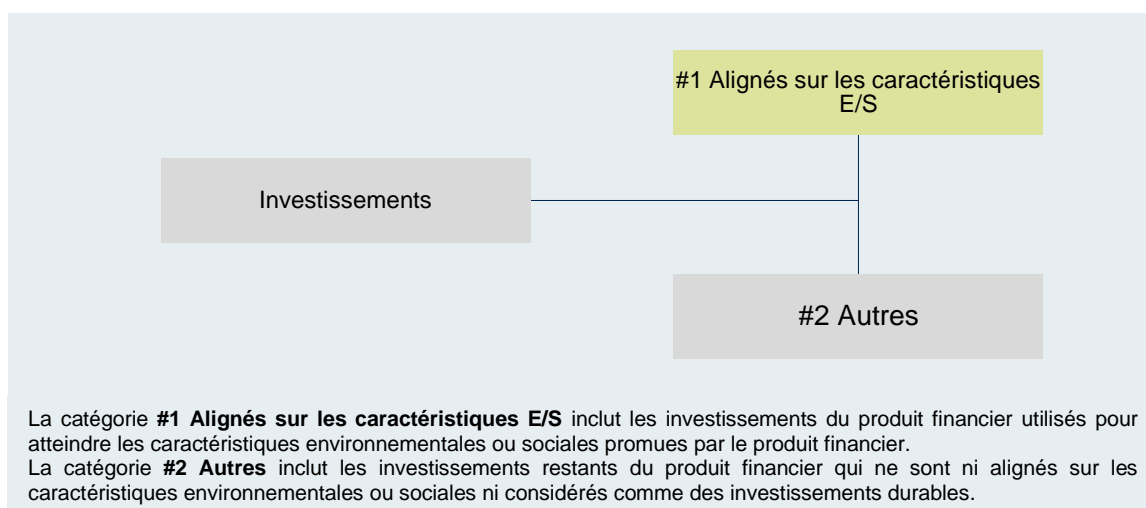 #1 Alignés sur les caractéristiques
E/S
Investissements
#2 Autres
La catégorie #1 Alignés sur les caractéristiques E/S inclut les investissements du produit financier utilisés pour
atteindre les caractéristiques environnementales ou sociales promues par le produit financier.
La catégorie #2 Autres inclut les investissements restants du produit financier qui ne sont ni alignés sur les
caractéristiques environnementales ou sociales ni considérés comme des investissements durables.